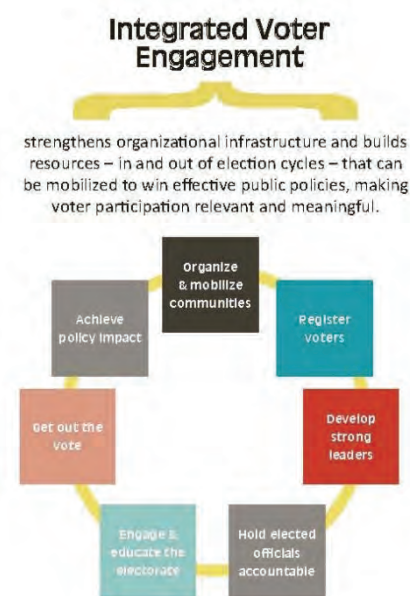 Integrated Voter
Engagement
strengthens organizational infrastructure and builds
resources – in and out of election cycles – that can
be mobilized to win effective public policies, making
voter participation relevant and meaningful.
Organize
& mobilize
communities
Register
voters
Develop
strong
leaders
Hold elected
officials
accountable
Engage &
educate the
electorate
Get out the
vote
Achieve
policy impact